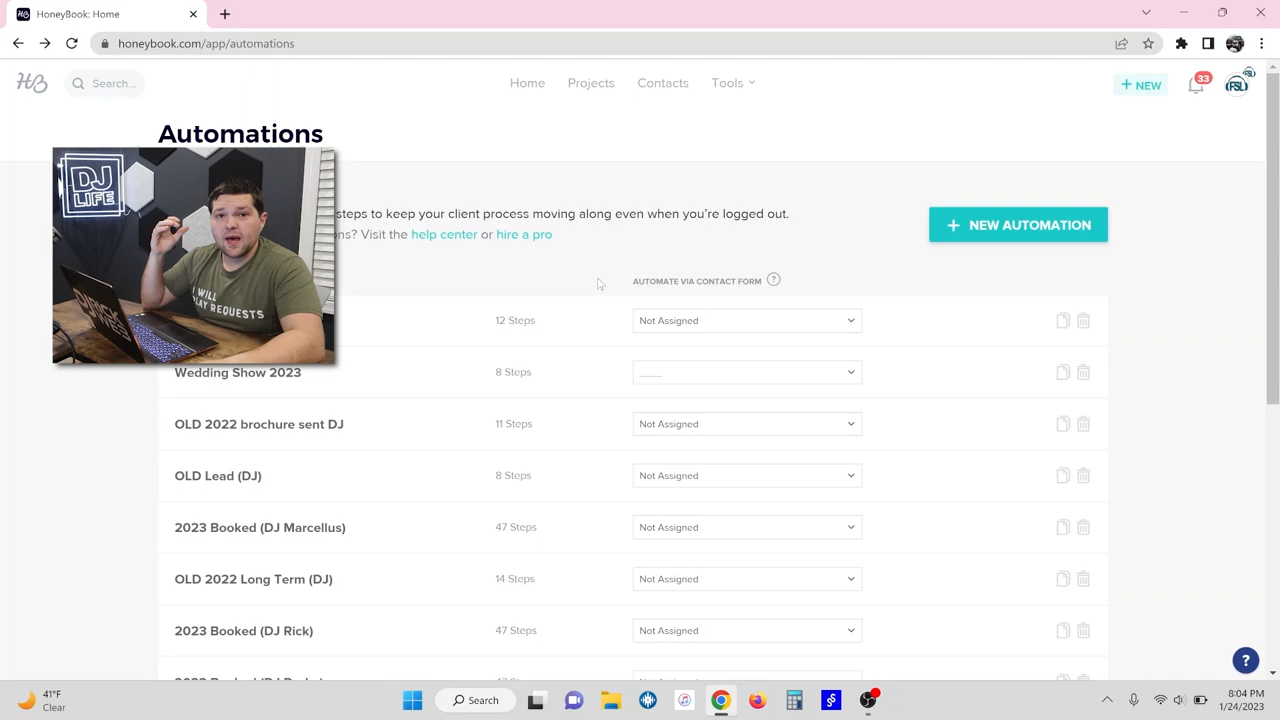 HoneyBook: Home
honeybook.com/app/automations
HB
Search...
Home
Projects
Contacts
Tools
+ NEW
33
FSL
Automations
DJ
LIFE
steps to keep your client process moving along even when you're logged out.
ns? Visit the help center or hire a pro
+ NEW AUTOMATION
AUTOMATE VIA CONTACT FORM ?
I WILL
PLAY REQUESTS
12 Steps
Not Assigned
Wedding Show 2023
8 Steps
____
OLD 2022 brochure sent DJ
11 Steps
Not Assigned
OLD Lead (DJ)
8 Steps
Not Assigned
2023 Booked (DJ Marcellus)
47 Steps
Not Assigned
OLD 2022 Long Term (DJ)
14 Steps
Not Assigned
2023 Booked (DJ Rick)
47 Steps
Not Assigned
?
41°F
Clear
Search
8:04 PM
1/24/2023